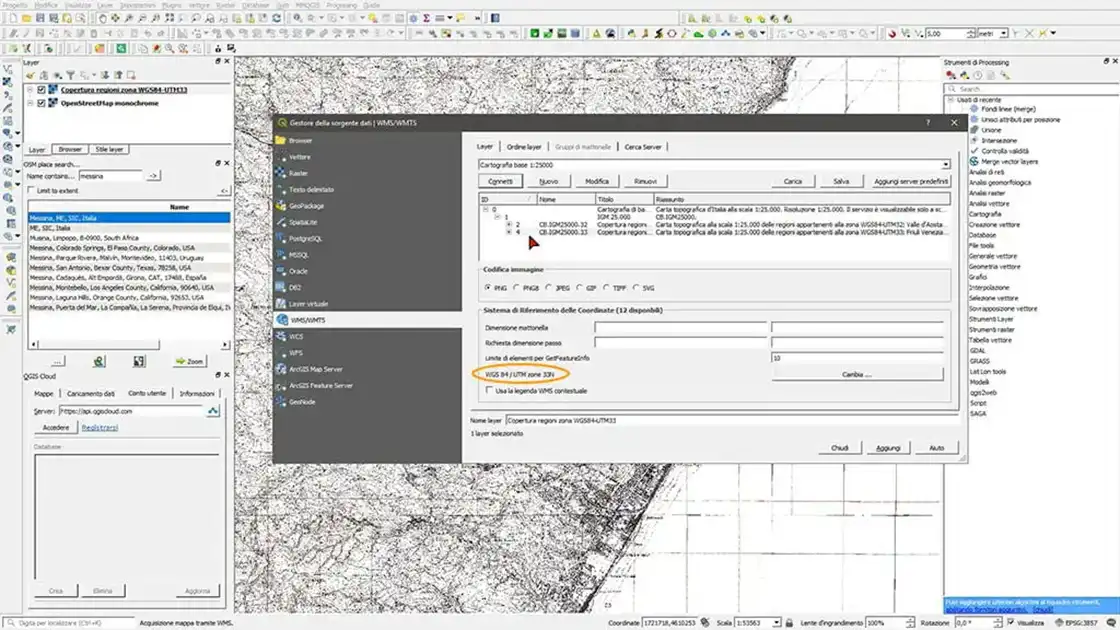 Progetto Modifica Visualizza Layer Impostazioni Plugins Vettore Raster Database Web MMQGIS Processing Guida
5,00 metri
Layer
Copertura regioni zona WGS84-UTM33
OpenStreetMap monochrome
Layer Browser Stile layer
OSM place search...
Name contains... messina ->
Limit to extent <-
Name
Messina, ME, SIC, Italia
ME, SIC, Italia
Musina, Limpopo, B-0900, South Africa
Messina, Colorado Springs, El Paso County, Colorado, USA
Messina, Parque Rivera, Malvín, Montevideo, 11403, Uruguay
Messina, San Antonio, Bexar County, Texas, 78258, USA
Messina, Cadaqués, Alt Empordà, Girona, CAT, 17488, España
Messina, Montebello, Los Angeles County, California, 90640, USA
Messina, Laguna Hills, Orange County, California, 92653, USA
Messina, Puerta del Mar, La Compañía, La Serena, Provincia de Elqui,
... Zoom
QGIS Cloud
Mappe Caricamento dati Conto utente Informazioni
Server: https://api.qgiscloud.com
Accedere Registrarsi
Database
Crea Elimina Aggiorna
Gestore della sorgente dati | WMS/WMTS ? ×
Browser
Vettore
Raster
Testo delimitato
GeoPackage
SpatiaLite
PostgreSQL
MSSQL
Oracle
DB2
Layer virtuale
WMS/WMTS
WCS
WFS
ArcGIS Map Server
ArcGIS Feature Server
GeoNode
Layer Ordine layer Gruppi di mattonelle Cerca Server
Cartografia base 1:25000
Connetti Nuovo Modifica Rimuovi Carica Salva Aggiungi server predefiniti
ID Nome Titolo Riassunto
0 Cartografia di ba... Carta topografica d'Italia alla scala 1:25.000. Risoluzione 1:25.000. Il servizio è visualizzabile solo a sc...
1 IGM 25.000 CB.IGM25000.
2 CB.IGM25000.32 Copertura regioni... Carta topografica alla scala 1:25.000 delle regioni appartenenti alla zona WGS84-UTM32: Valle d'Aosta...
4 CB.IGM25000.33 Copertura regioni... Carta topografica alla scala 1:25.000 delle regioni appartenenti alla zona WGS84-UTM33: Friuli Venezia
Codifica immagine
PNG PNG8 JPEG GIF TIFF SVG
Sistema di Riferimento delle Coordinate (12 disponibili)
Dimensione mattonella
Richiesta dimensione passo
Limite di elementi per GetFeatureInfo 10
WGS 84 / UTM zone 33N Cambia ...
Usa la legenda WMS contestuale
Nome layer Copertura regioni zona WGS84-UTM33
1 layer selezionato
Chiudi Aggiungi Aiuto
Strumenti di Processing
Search...
Usati di recente
Fondi linee (merge)
Unisci attributi per posizione
Unione
Intersezione
Controlla validità
Merge vector layers
Analisi di reti
Analisi geomorfologica
Analisi raster
Analisi vettore
Cartografia
Creazione vettore
Database
File tools
Generale vettore
Geometria vettore
Grafici
Interpolazione
Selezione vettore
Sovrapposizione vettore
Strumenti Layer
Strumenti raster
Tabella vettore
GDAL
GRASS
Lat Lon tools
Modelli
qgis2web
Script
SAGA
Puoi aggiungere ulteriori algoritmi al riquadro strumenti,
abilitando fornitori aggiuntivi. [chiudi]
Digita per localizzare (Ctrl+K) Acquisizione mappa tramite WMS. Coordinate 1721718,4610253 Scala 1:53563 Lente d'ingrandimento 100% Rotazione 0,0 ° Visualizza EPSG:3857